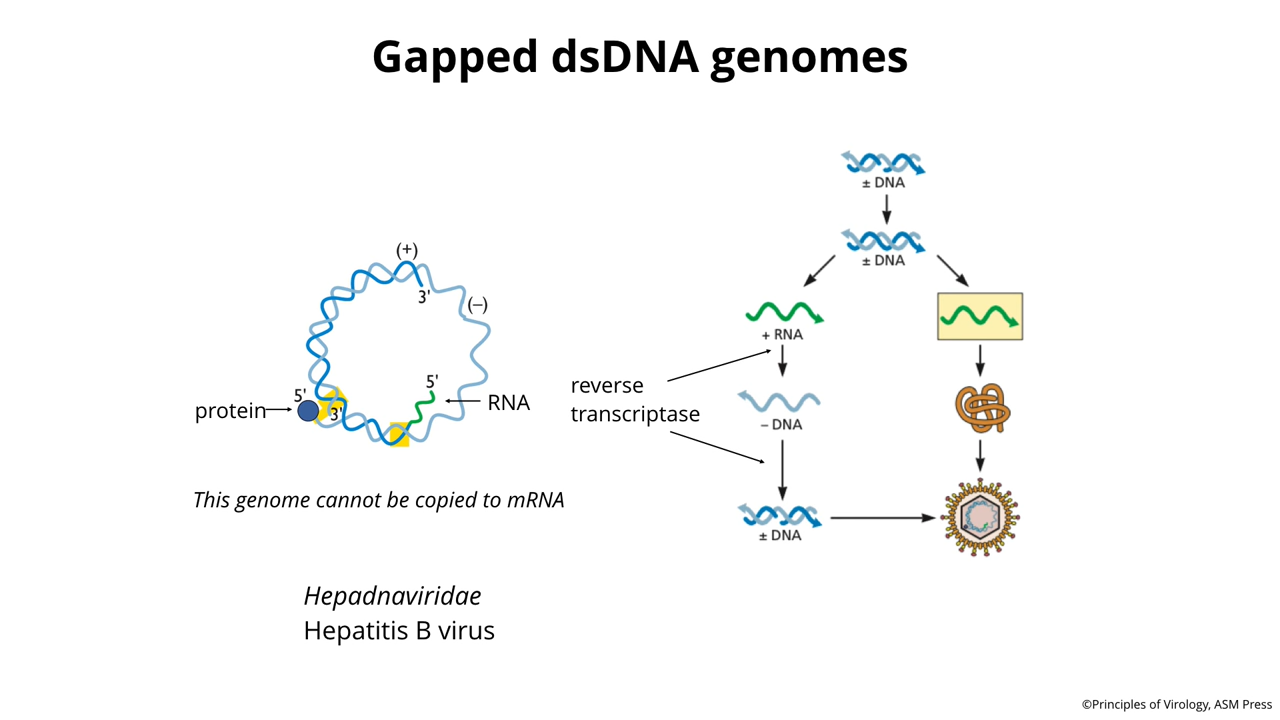 Gapped dsDNA genomes
(+)
3'
(–)
5'
5'
3'
protein
RNA
This genome cannot be copied to mRNA
Hepadnaviridae
Hepatitis B virus
± DNA
± DNA
+ RNA
reverse
transcriptase
– DNA
± DNA
©Principles of Virology, ASM Press